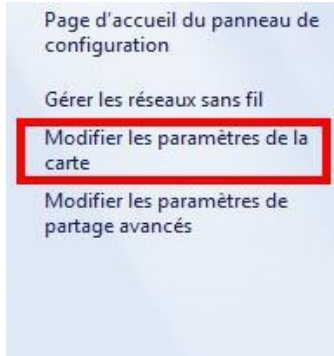 Page d'accueil du panneau de
configuration
Gérer les réseaux sans fil
Modifier les paramètres de la
carte
Modifier les paramètres de
partage avancés